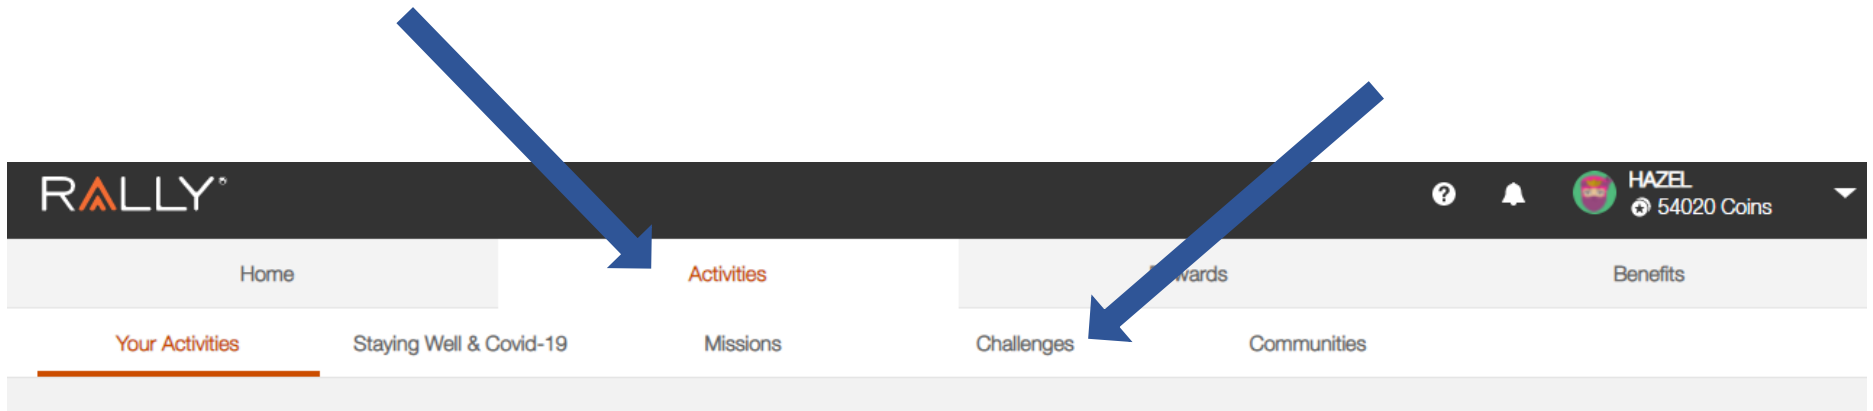 RALLY®
HAZEL
54020 Coins
Home Activities Benefits
Your Activities Staying Well & Covid-19 Missions Challenges Communities